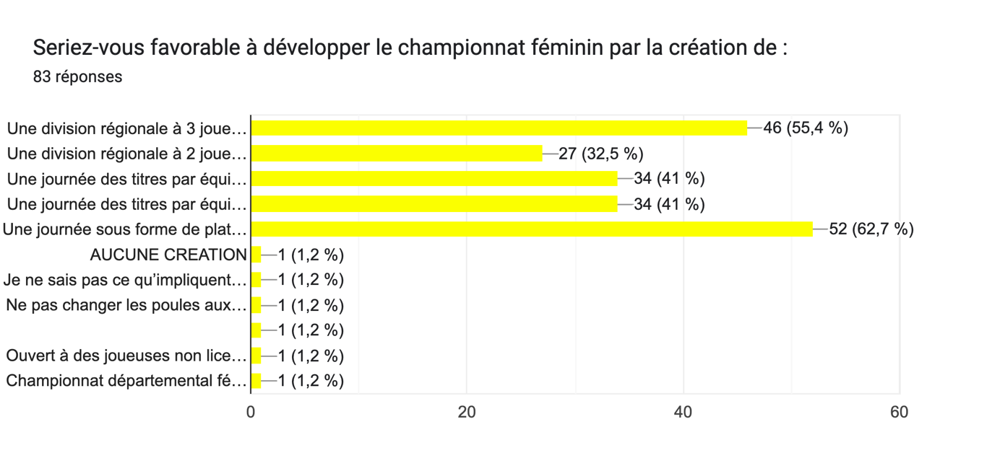 Seriez-vous favorable à développer le championnat féminin par la création de :
83 réponses
Une division régionale à 3 joue… 46 (55,4 %)
Une division régionale à 2 joue… 27 (32,5 %)
Une journée des titres par équi… 34 (41 %)
Une journée des titres par équi… 34 (41 %)
Une journée sous forme de plat… 52 (62,7 %)
AUCUNE CREATION 1 (1,2 %)
Je ne sais pas ce qu’impliquent… 1 (1,2 %)
Ne pas changer les poules aux… 1 (1,2 %)
1 (1,2 %)
Ouvert à des joueuses non lice… 1 (1,2 %)
Championnat départemental fé… 1 (1,2 %)
0 20 40 60